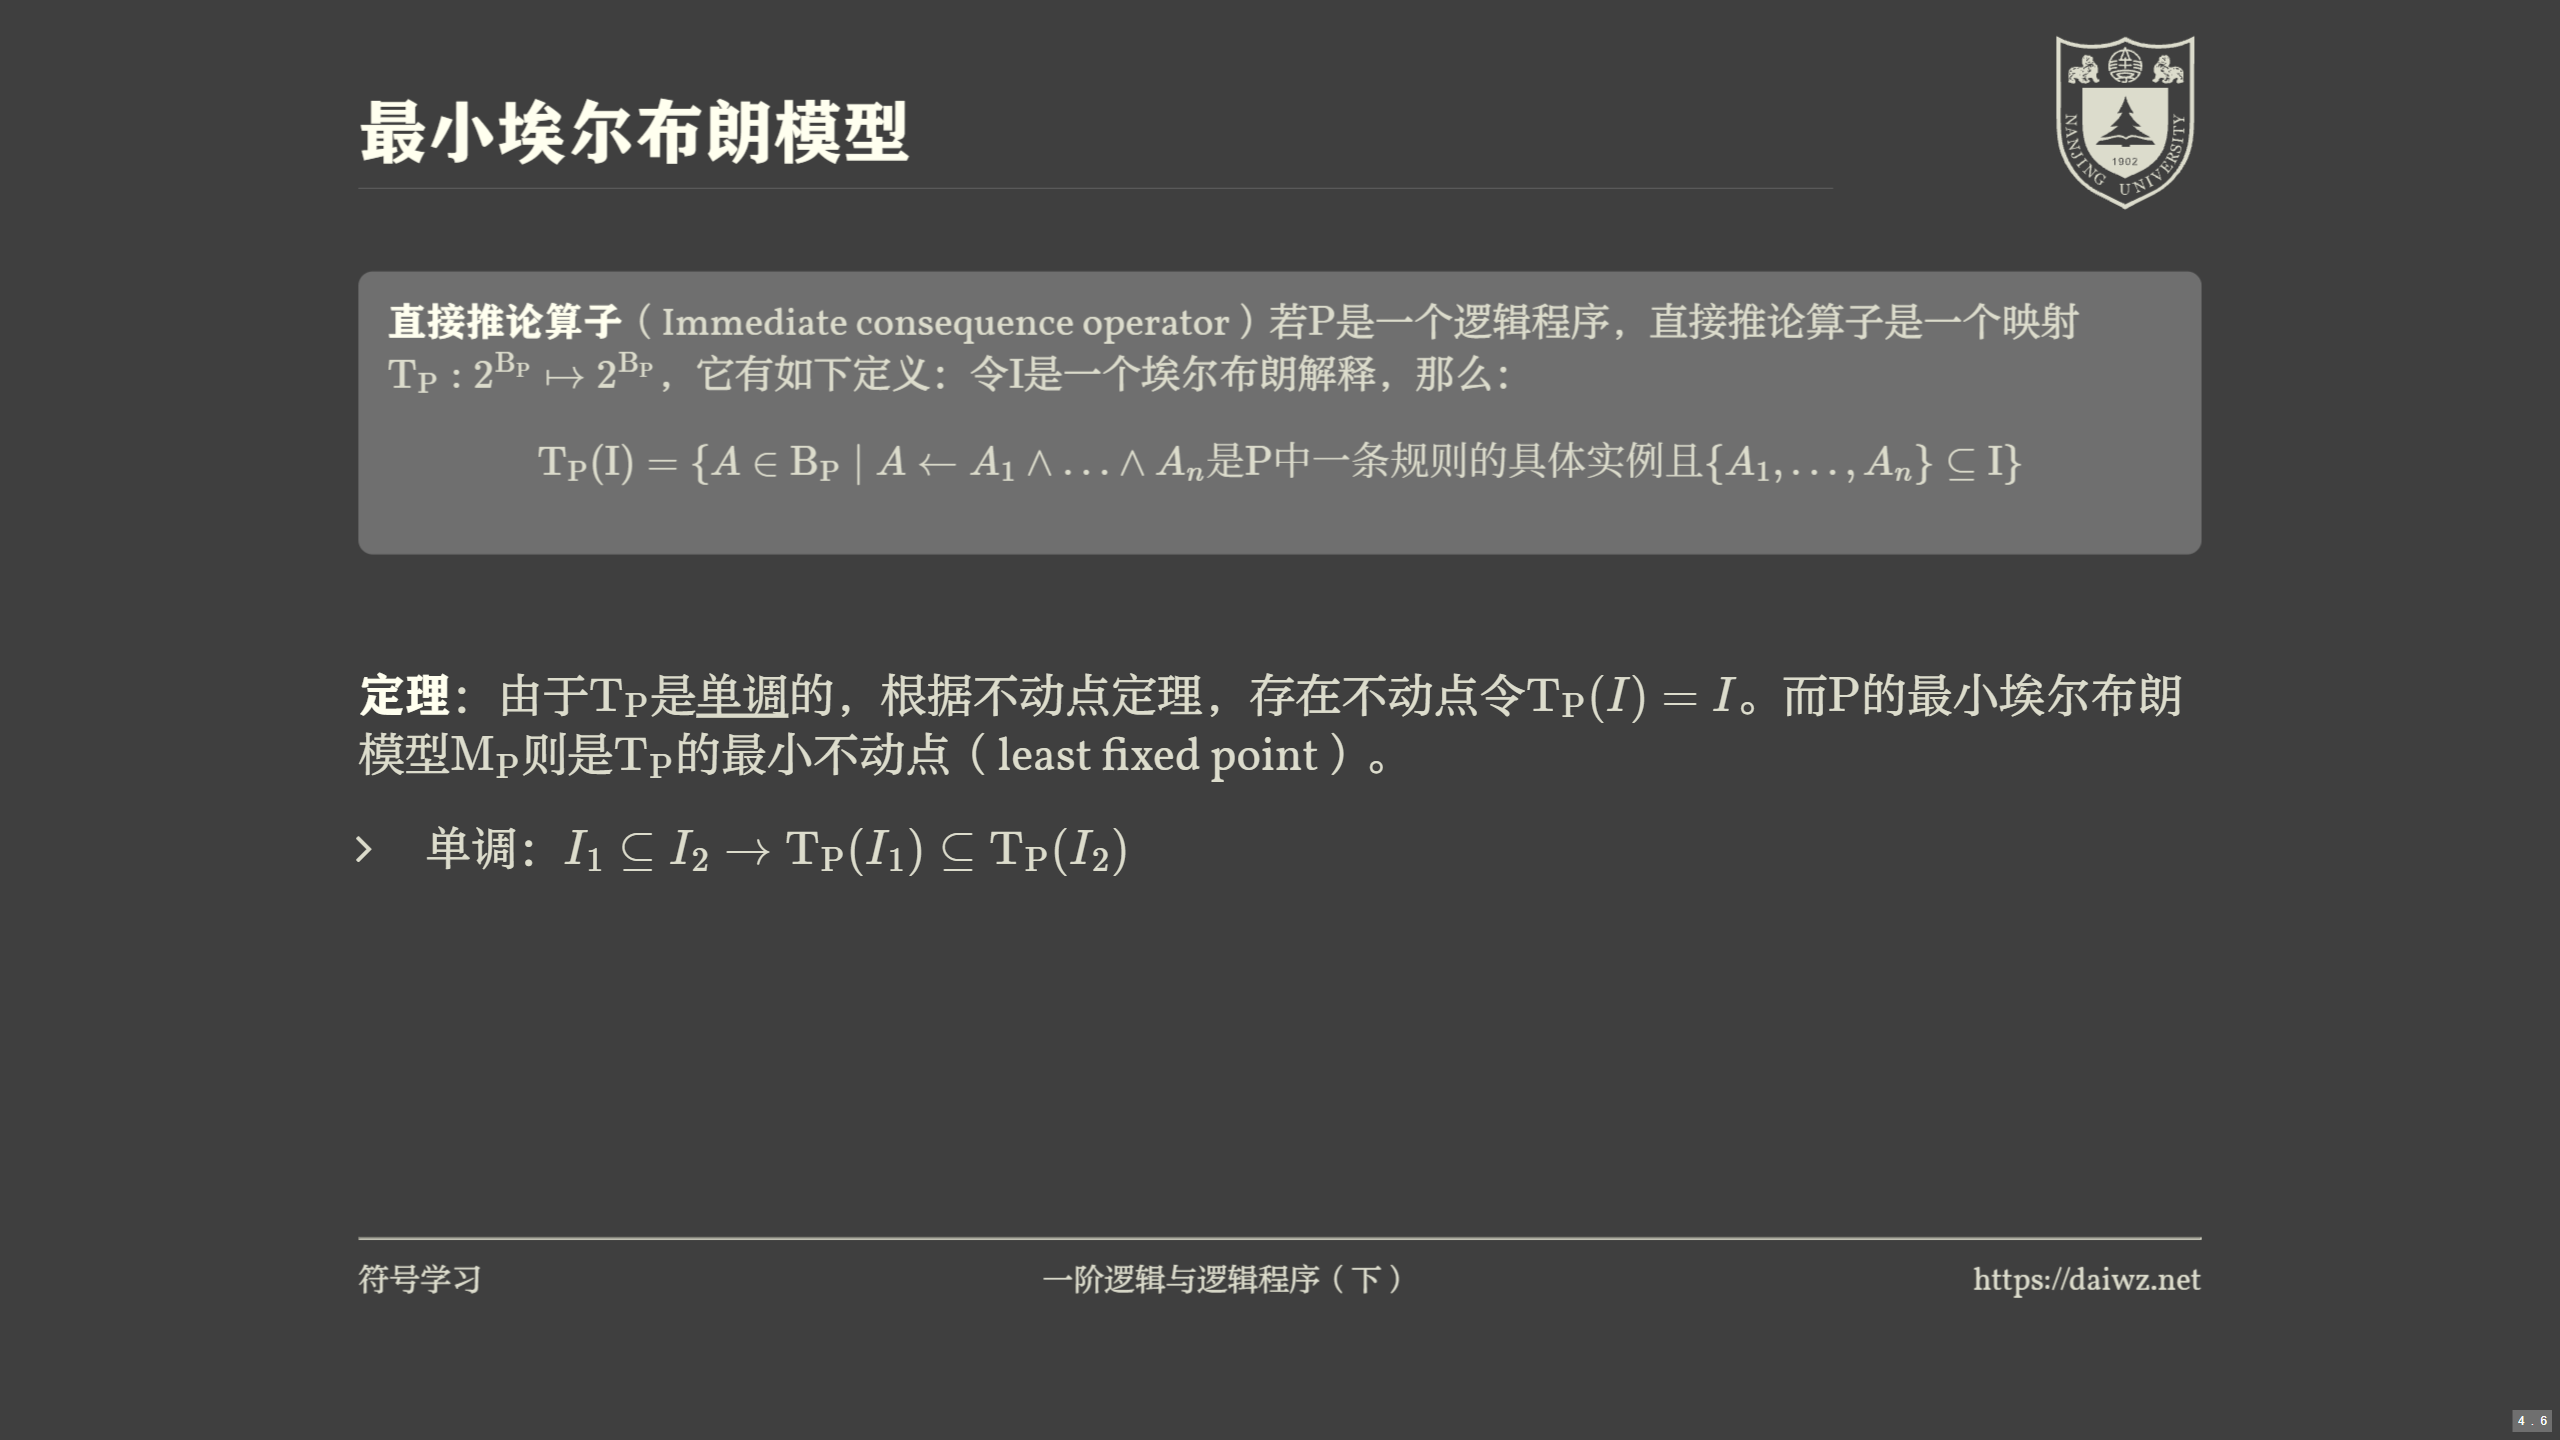 最小埃尔布朗模型
NANJING UNIVERSITY
1902
直接推论算子（Immediate consequence operator）若P是一个逻辑程序，直接推论算子是一个映射
T_P : 2^{B_P} ↦ 2^{B_P}，它有如下定义：令I是一个埃尔布朗解释，那么：
T_P(I) = {A ∈ B_P | A ← A_1 ∧ … ∧ A_n是P中一条规则的具体实例且{A_1, …, A_n} ⊆ I}
定理：由于T_P是单调的，根据不动点定理，存在不动点令T_P(I) = I。而P的最小埃尔布朗
模型M_P则是T_P的最小不动点（least fixed point）。
单调：I_1 ⊆ I_2 → T_P(I_1) ⊆ T_P(I_2)
符号学习
一阶逻辑与逻辑程序（下）
https://daiwz.net
4.6